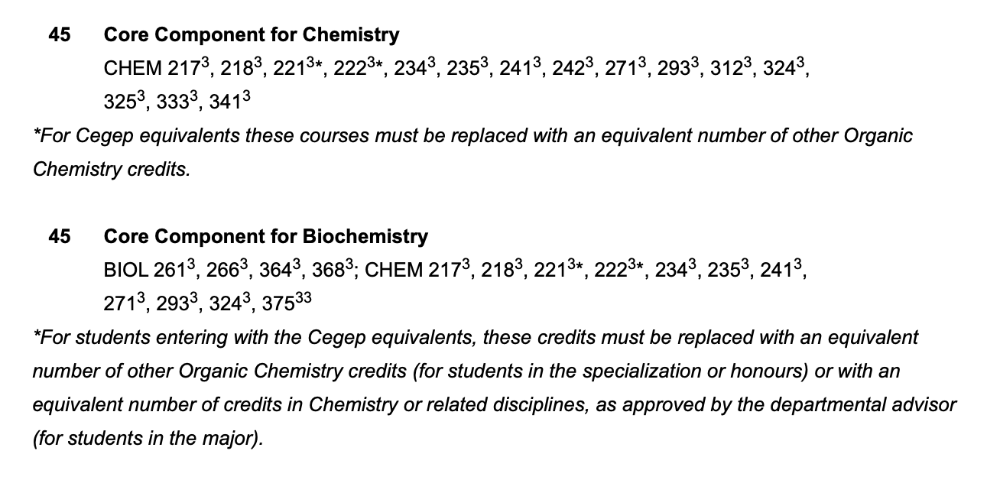 45 Core Component for Chemistry
CHEM 217³, 218³, 221³*, 222³*, 234³, 235³, 241³, 242³, 271³, 293³, 312³, 324³,
325³, 333³, 341³
*For Cegep equivalents these courses must be replaced with an equivalent number of other Organic
Chemistry credits.
45 Core Component for Biochemistry
BIOL 261³, 266³, 364³, 368³; CHEM 217³, 218³, 221³*, 222³*, 234³, 235³, 241³,
271³, 293³, 324³, 375³³
*For students entering with the Cegep equivalents, these credits must be replaced with an equivalent
number of other Organic Chemistry credits (for students in the specialization or honours) or with an
equivalent number of credits in Chemistry or related disciplines, as approved by the departmental advisor
(for students in the major).